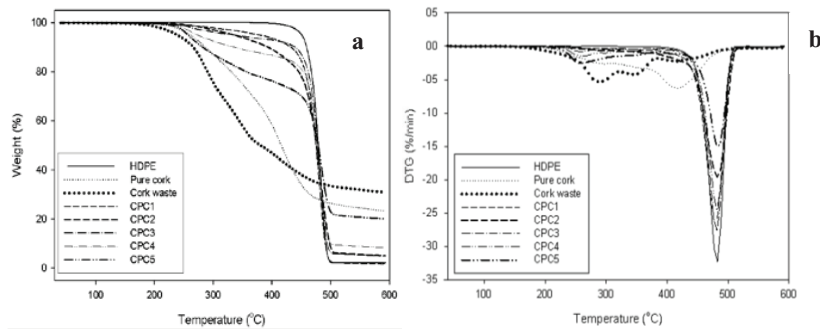 a
100
80
60
40
20
0
Weight (%)
HDPE
Pure cork
Cork waste
CPC1
CPC2
CPC3
CPC4
CPC5
100 200 300 400 500 600
Temperature (°C)
b
00
-05
-10
-15
-20
-25
-30
-35
DTG (%/min)
HDPE
Pure cork
Cork waste
CPC1
CPC2
CPC3
CPC4
CPC5
100 200 300 400 500 600
Temperature (°C)